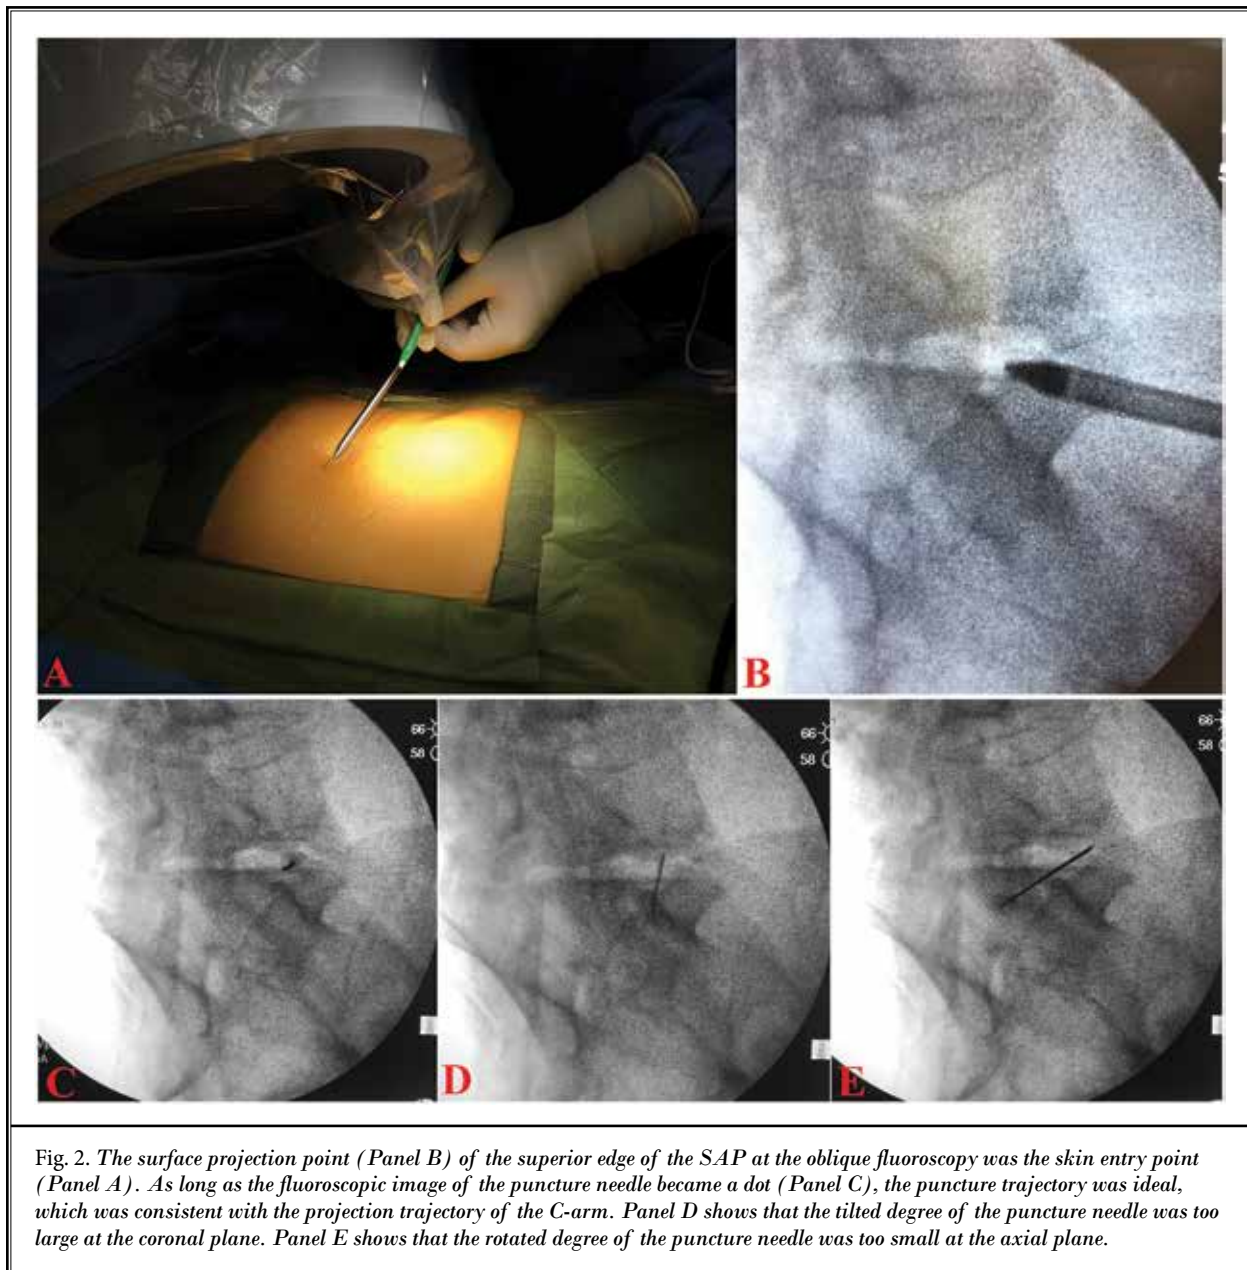 A
B
66
58
C
66
58
D
66
58
E
Fig. 2. The surface projection point (Panel B) of the superior edge of the SAP at the oblique fluoroscopy was the skin entry point
(Panel A). As long as the fluoroscopic image of the puncture needle became a dot (Panel C), the puncture trajectory was ideal,
which was consistent with the projection trajectory of the C-arm. Panel D shows that the tilted degree of the puncture needle was too
large at the coronal plane. Panel E shows that the rotated degree of the puncture needle was too small at the axial plane.